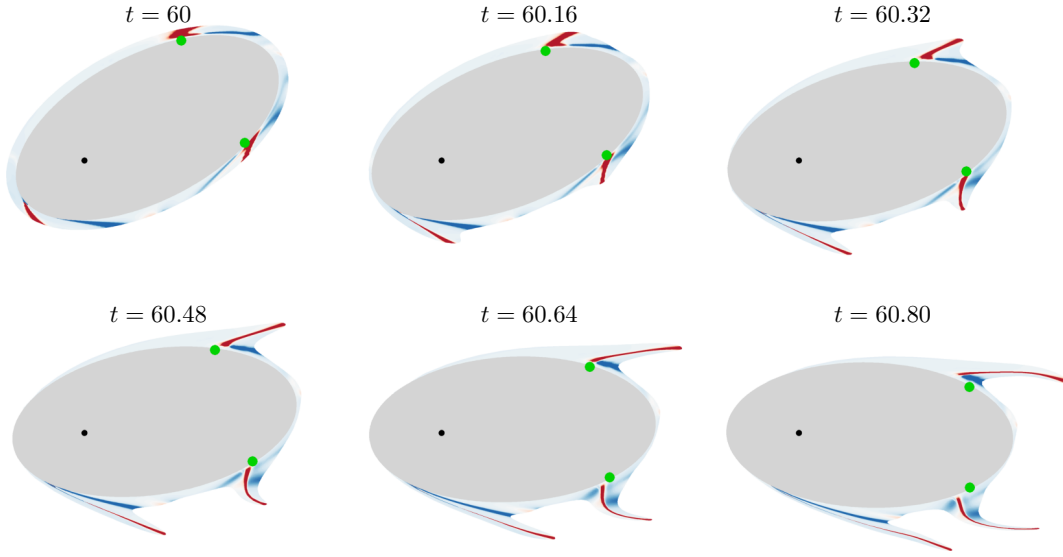 t = 60
t = 60.16
t = 60.32
t = 60.48
t = 60.64
t = 60.80